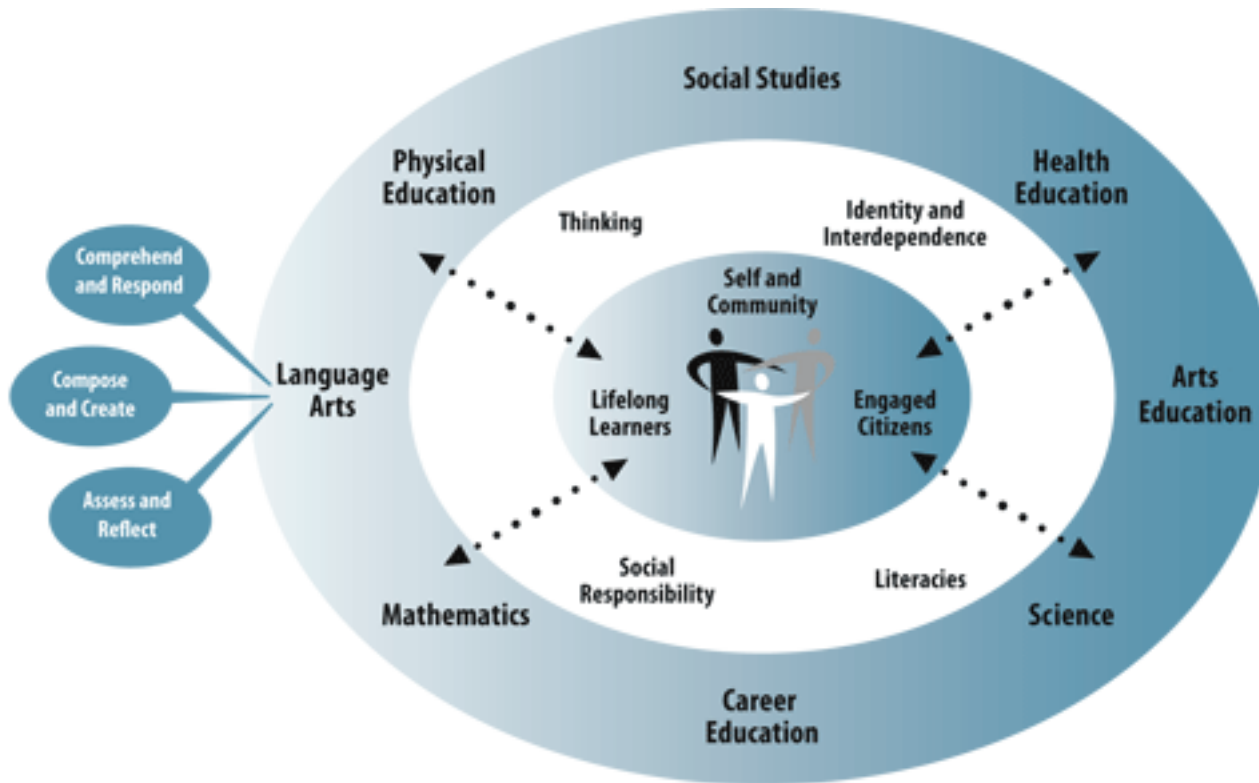 Social Studies
Physical
Education
Health
Education
Thinking
Identity and
Interdependence
Comprehend
and Respond
Self and
Community
Language
Arts
Compose
and Create
Lifelong
Learners
Engaged
Citizens
Arts
Education
Assess and
Reflect
Social
Responsibility
Literacies
Mathematics
Science
Career
Education